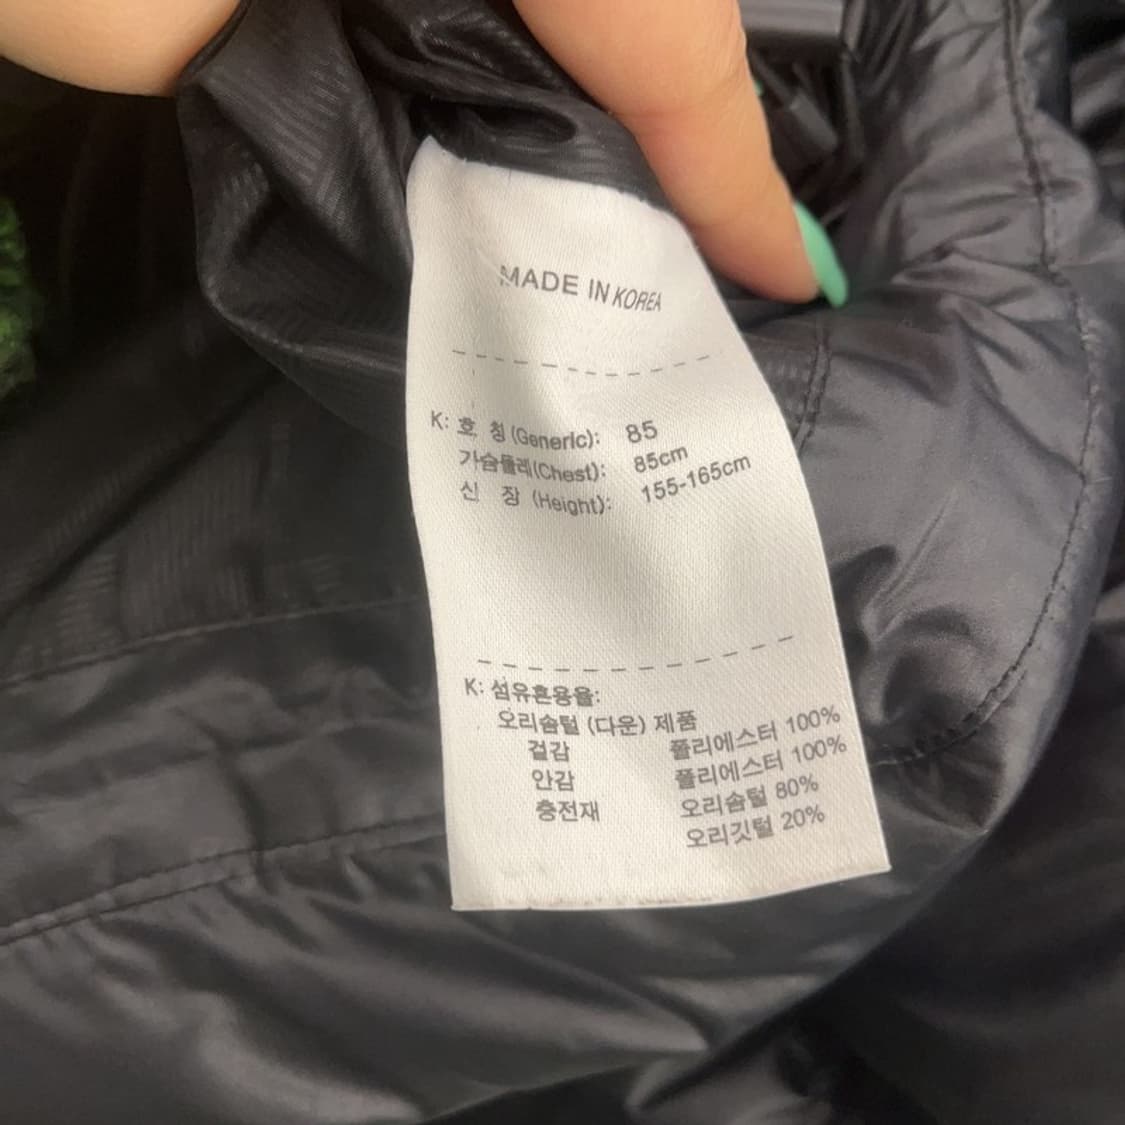 MADE IN KOREA
K: 호 칭 (Generic): 85
가슴둘레(Chest): 85cm
신 장 (Height): 155-165cm
K: 섬유혼용율:
오리솜털 (다운) 제품
겉감 폴리에스터 100%
안감 폴리에스터 100%
충전재 오리솜털 80%
오리깃털 20%